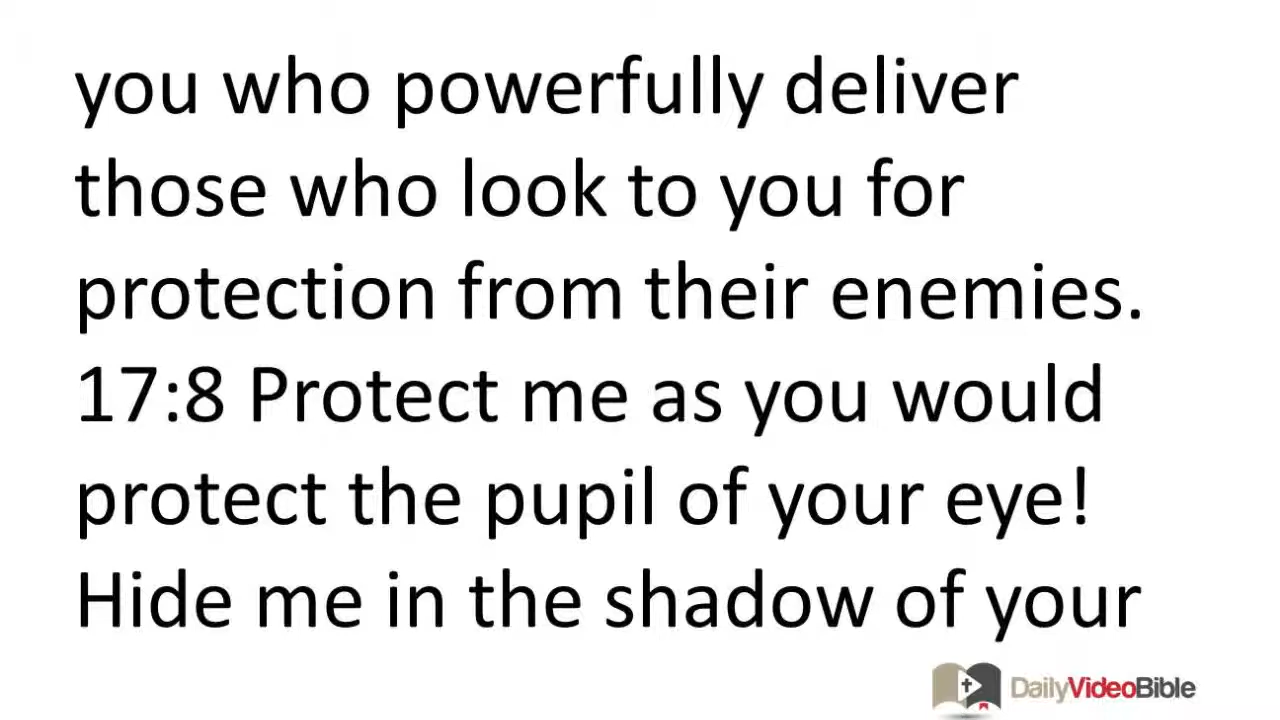 you who powerfully deliver
those who look to you for
protection from their enemies.
17:8 Protect me as you would
protect the pupil of your eye!
Hide me in the shadow of your
DailyVideoBible